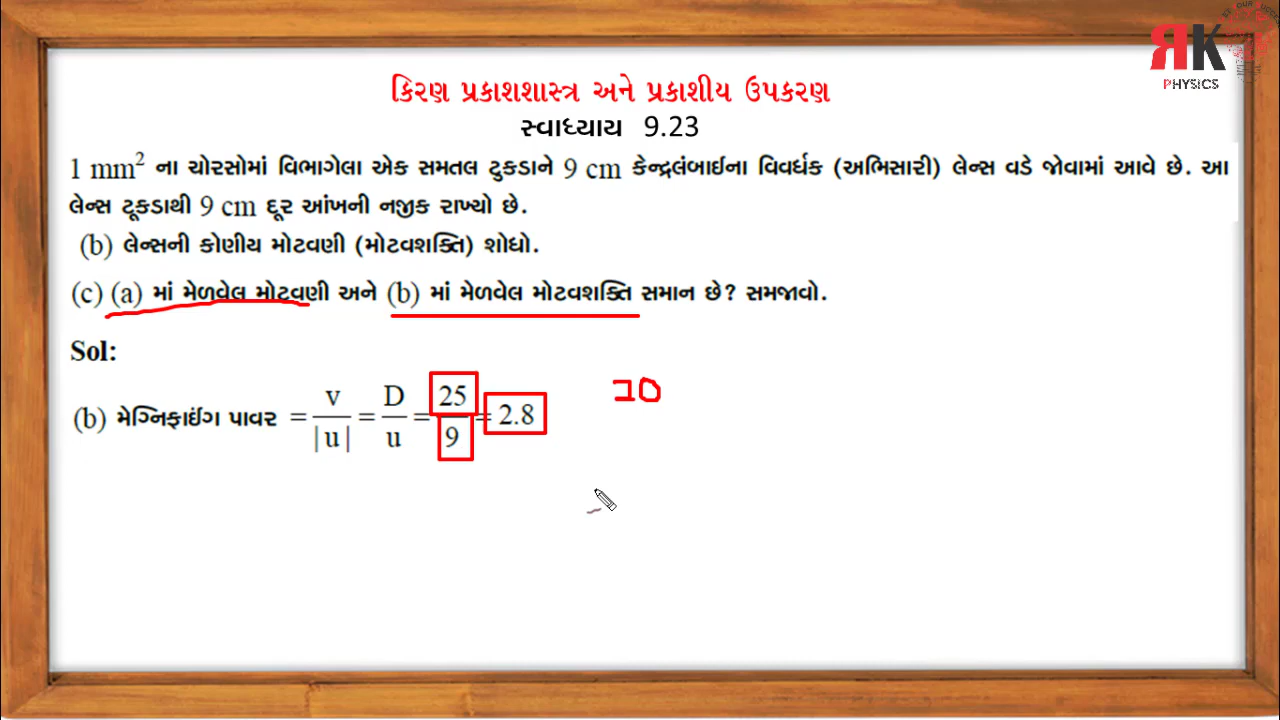 ЯK
PHYSICS
કિરણ પ્રકાશશાસ્ત્ર અને પ્રકાશીય ઉપકરણ
સ્વાધ્યાય 9.23
1 mm² ના ચોરસોમાં વિભાગેલા એક સમતલ ટુકડાને 9 cm કેન્દ્રલંબાઈના વિવર્ધક (અભિસારી) લેન્સ વડે જોવામાં આવે છે. આ
લેન્સ ટૂકડાથી 9 cm દૂર આંખની નજીક રાખ્યો છે.
(b) લેન્સની કોણીય મોટવણી (મોટવશક્તિ) શોધો.
(c) (a) માં મેળવેલ મોટવણી અને (b) માં મેળવેલ મોટવશક્તિ સમાન છે? સમજાવો.
Sol:
(b) મેગ્નિફાઈંગ પાવર = v/|u| = D/u = 25/9 = 2.8
10